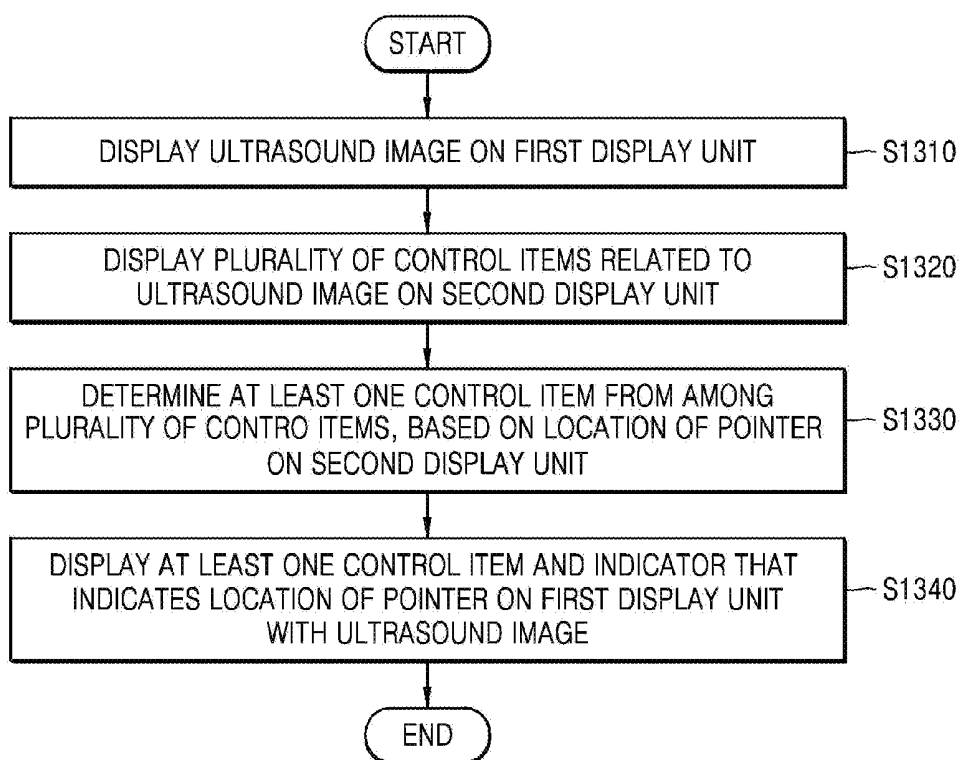 START
DISPLAY ULTRASOUND IMAGE ON FIRST DISPLAY UNIT
S1310
DISPLAY PLURALITY OF CONTROL ITEMS RELATED TO
ULTRASOUND IMAGE ON SECOND DISPLAY UNIT
S1320
DETERMINE AT LEAST ONE CONTROL ITEM FROM AMONG
PLURALITY OF CONTRO ITEMS, BASED ON LOCATION OF POINTER
ON SECOND DISPLAY UNIT
S1330
DISPLAY AT LEAST ONE CONTROL ITEM AND INDICATOR THAT
INDICATES LOCATION OF POINTER ON FIRST DISPLAY UNIT
WITH ULTRASOUND IMAGE
S1340
END